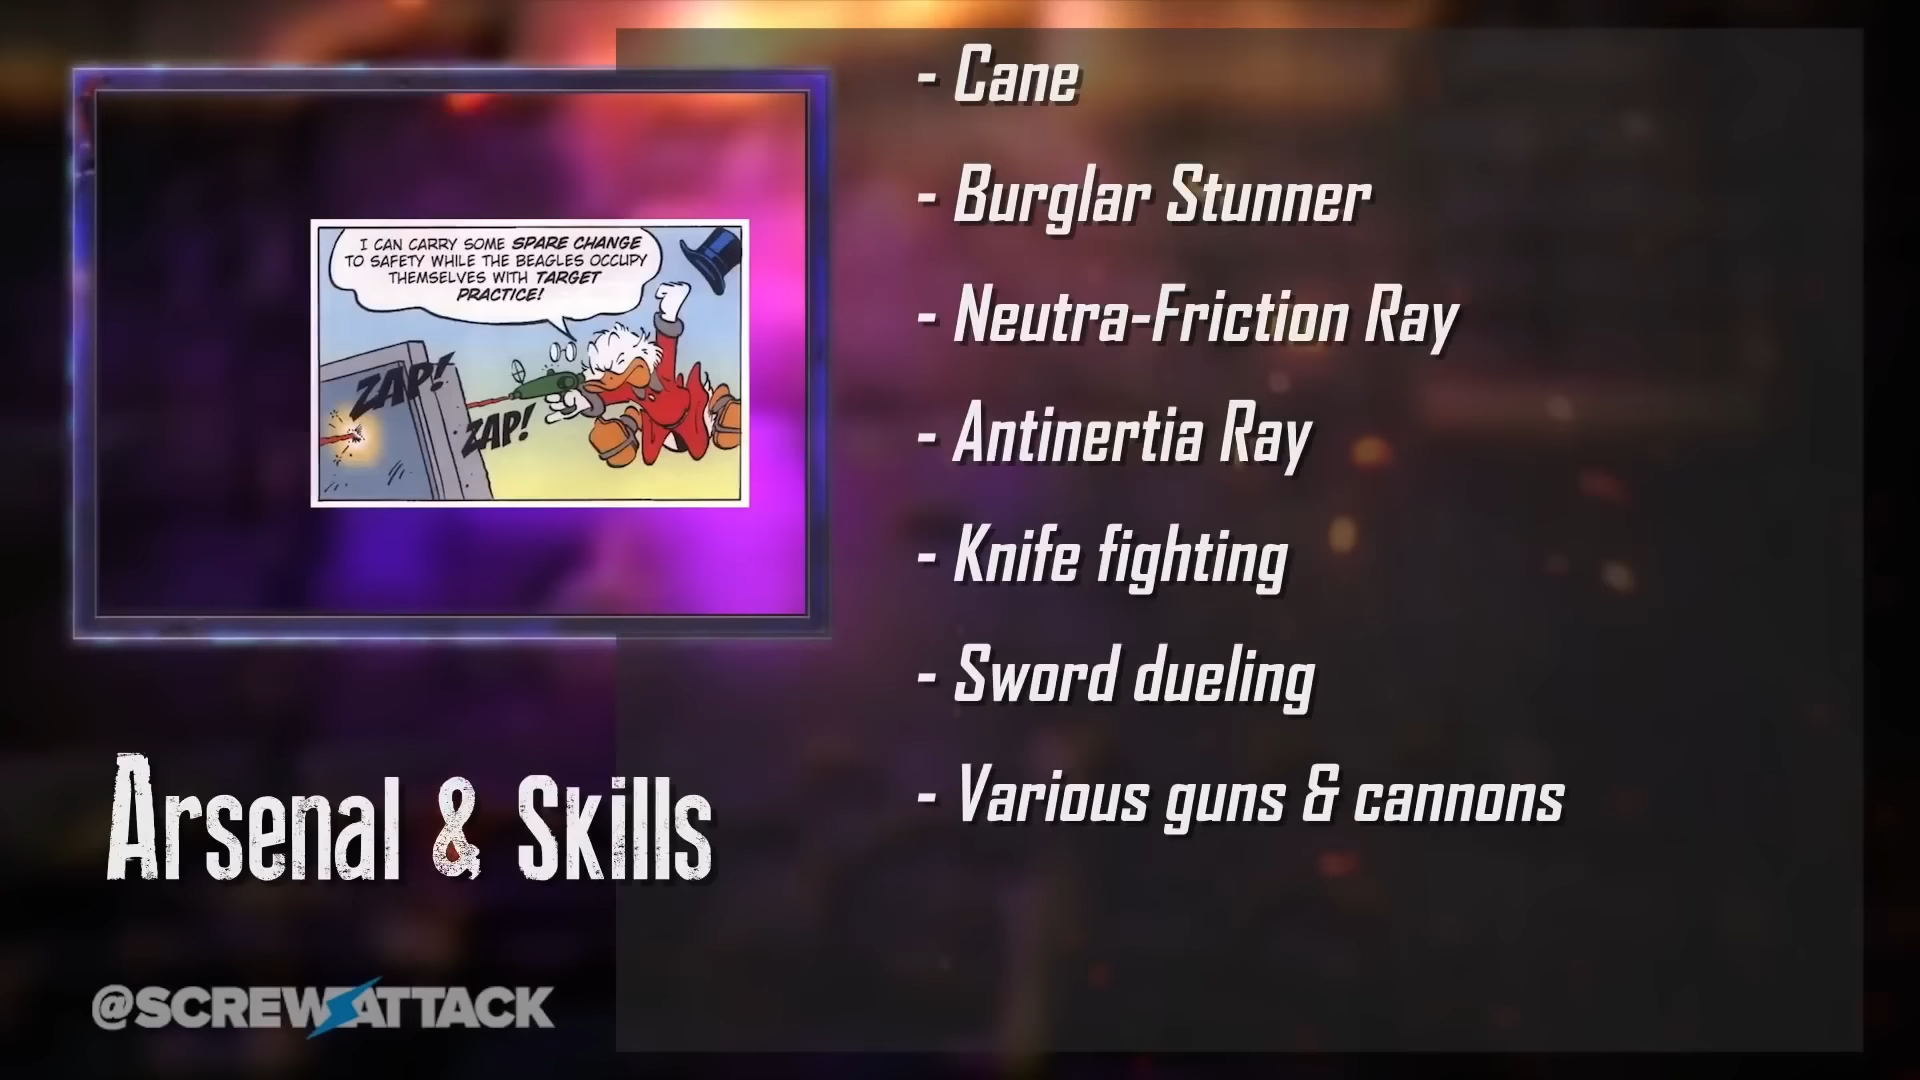 I CAN CARRY SOME SPARE CHANGE
TO SAFETY WHILE THE BEAGLES OCCUPY
THEMSELVES WITH TARGET
PRACTICE!
ZAP!
ZAP!
Arsenal & Skills
@SCREWATTACK
- Cane
- Burglar Stunner
- Neutra-Friction Ray
- Antinertia Ray
- Knife fighting
- Sword dueling
- Various guns & cannons